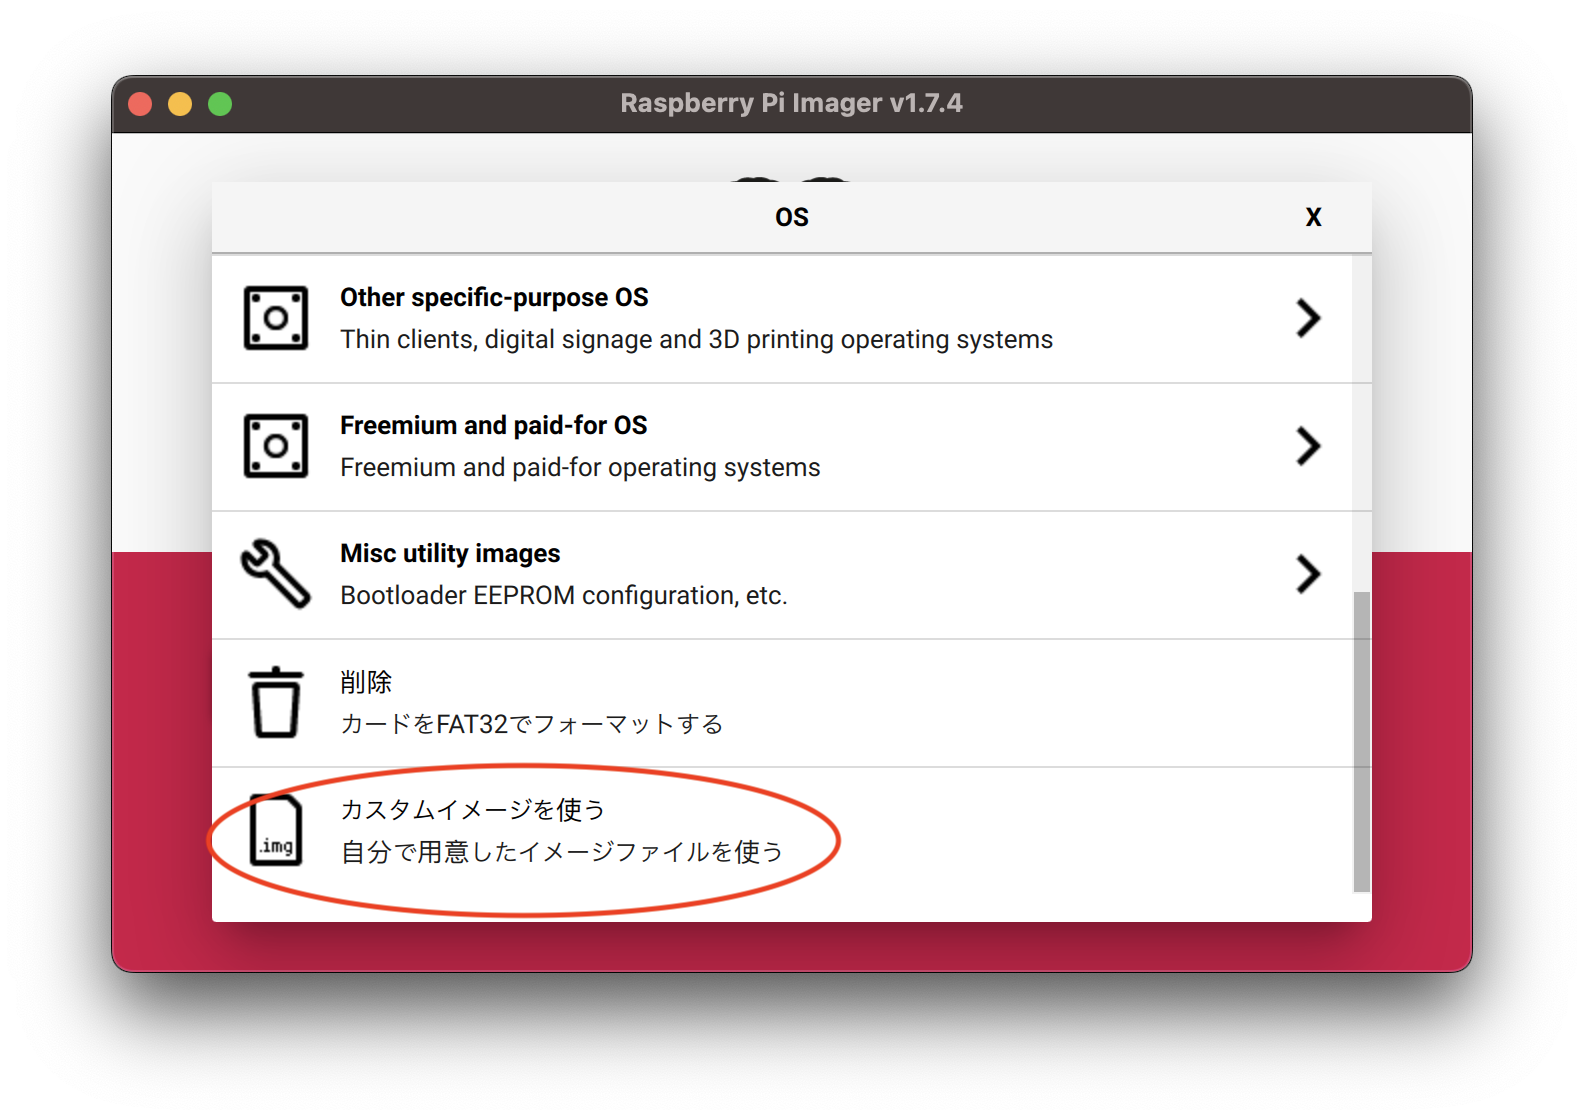 Raspberry Pi Imager v1.7.4
OS
X
Other specific-purpose OS
Thin clients, digital signage and 3D printing operating systems
Freemium and paid-for OS
Freemium and paid-for operating systems
Misc utility images
Bootloader EEPROM configuration, etc.
削除
カードをFAT32でフォーマットする
カスタムイメージを使う
.img
自分で用意したイメージファイルを使う